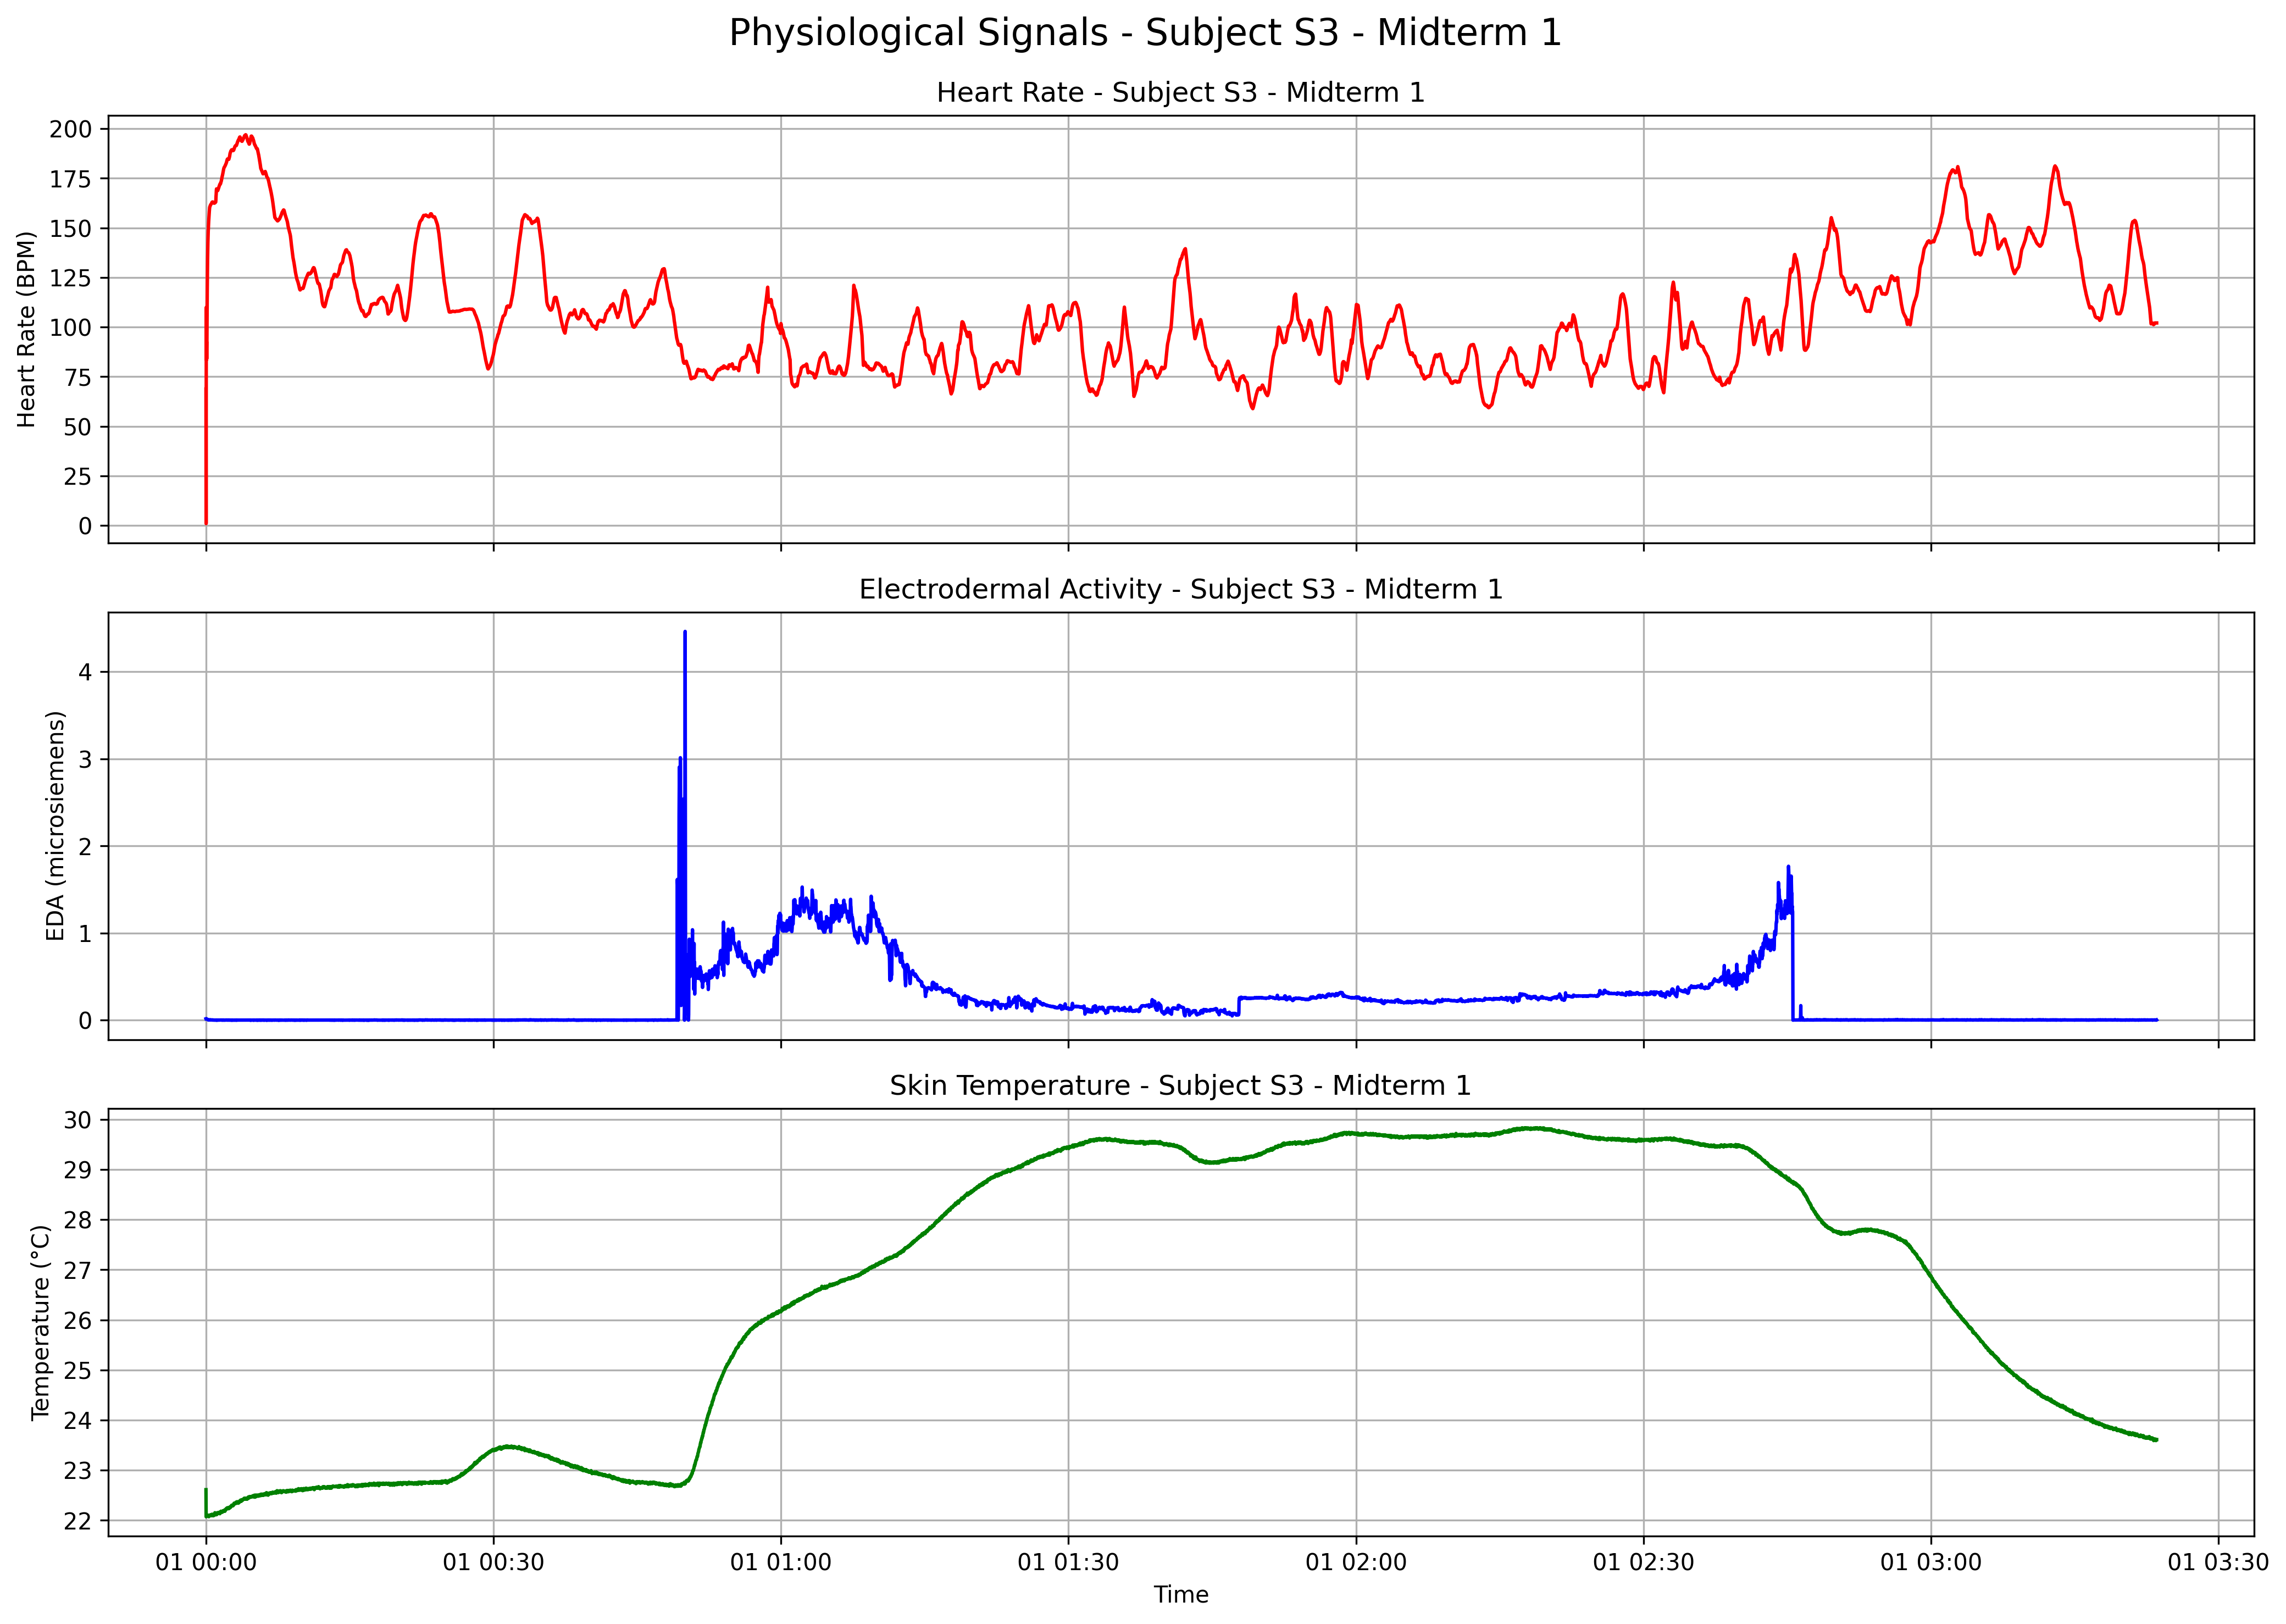 Physiological Signals - Subject S3 - Midterm 1
Heart Rate - Subject S3 - Midterm 1
Heart Rate (BPM)
200
175
150
125
100
75
50
25
0
Electrodermal Activity - Subject S3 - Midterm 1
EDA (microsiemens)
4
3
2
1
0
Skin Temperature - Subject S3 - Midterm 1
Temperature (°C)
30
29
28
27
26
25
24
23
22
01 00:00 01 00:30 01 01:00 01 01:30 01 02:00 01 02:30 01 03:00 01 03:30
Time